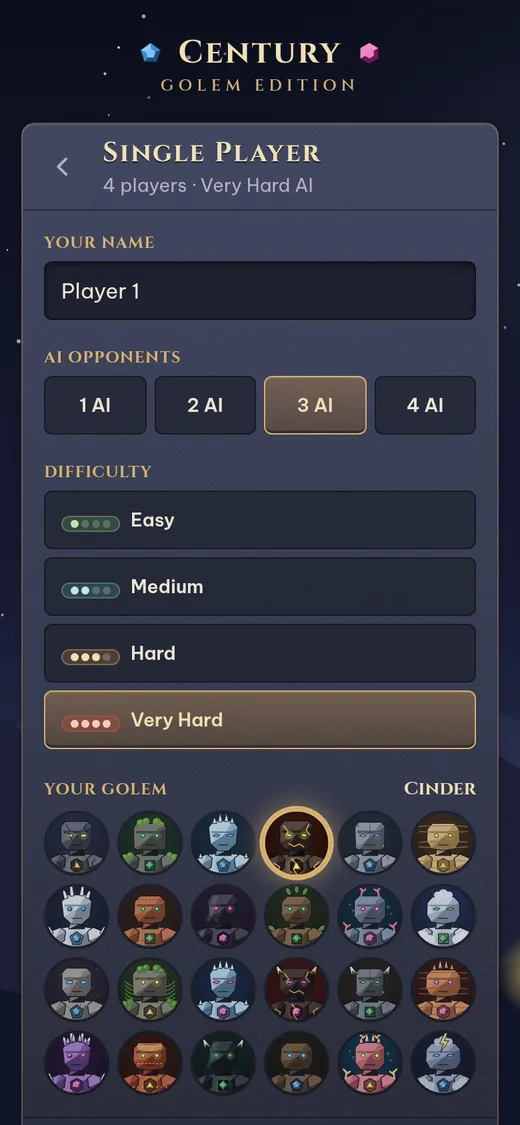 Century
GOLEM EDITION
Single Player
4 players · Very Hard AI
YOUR NAME
Player 1
AI OPPONENTS
1 AI
2 AI
3 AI
4 AI
DIFFICULTY
Easy
Medium
Hard
Very Hard
YOUR GOLEM
Cinder